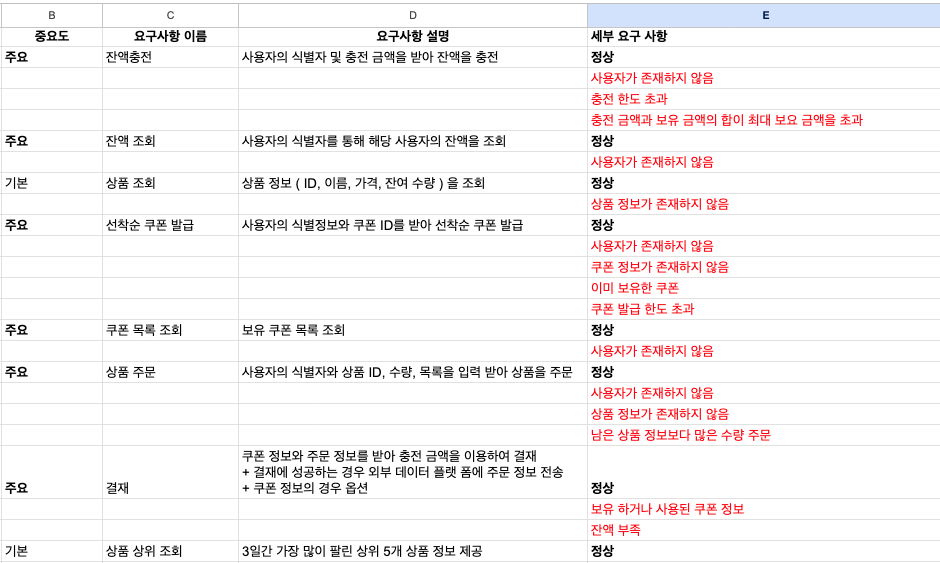 B C D E
중요도 요구사항 이름 요구사항 설명 세부 요구 사항
주요 잔액충전 사용자의 식별자 및 충전 금액을 받아 잔액을 충전 정상
사용자가 존재하지 않음
충전 한도 초과
충전 금액과 보유 금액의 합이 최대 보요 금액을 초과
주요 잔액 조회 사용자의 식별자를 통해 해당 사용자의 잔액을 조회 정상
사용자가 존재하지 않음
기본 상품 조회 상품 정보 ( ID, 이름, 가격, 잔여 수량 ) 을 조회 정상
상품 정보가 존재하지 않음
주요 선착순 쿠폰 발급 사용자의 식별정보와 쿠폰 ID를 받아 선착순 쿠폰 발급 정상
사용자가 존재하지 않음
쿠폰 정보가 존재하지 않음
이미 보유한 쿠폰
쿠폰 발급 한도 초과
주요 쿠폰 목록 조회 보유 쿠폰 목록 조회 정상
사용자가 존재하지 않음
주요 상품 주문 사용자의 식별자와 상품 ID, 수량, 목록을 입력 받아 상품을 주문 정상
사용자가 존재하지 않음
상품 정보가 존재하지 않음
남은 상품 정보보다 많은 수량 주문
쿠폰 정보와 주문 정보를 받아 충전 금액을 이용하여 결재
+ 결재에 성공하는 경우 외부 데이터 플랫 폼에 주문 정보 전송
주요 결재 + 쿠폰 정보의 경우 옵션 정상
보유 하거나 사용된 쿠폰 정보
잔액 부족
기본 상품 상위 조회 3일간 가장 많이 팔린 상위 5개 상품 정보 제공 정상